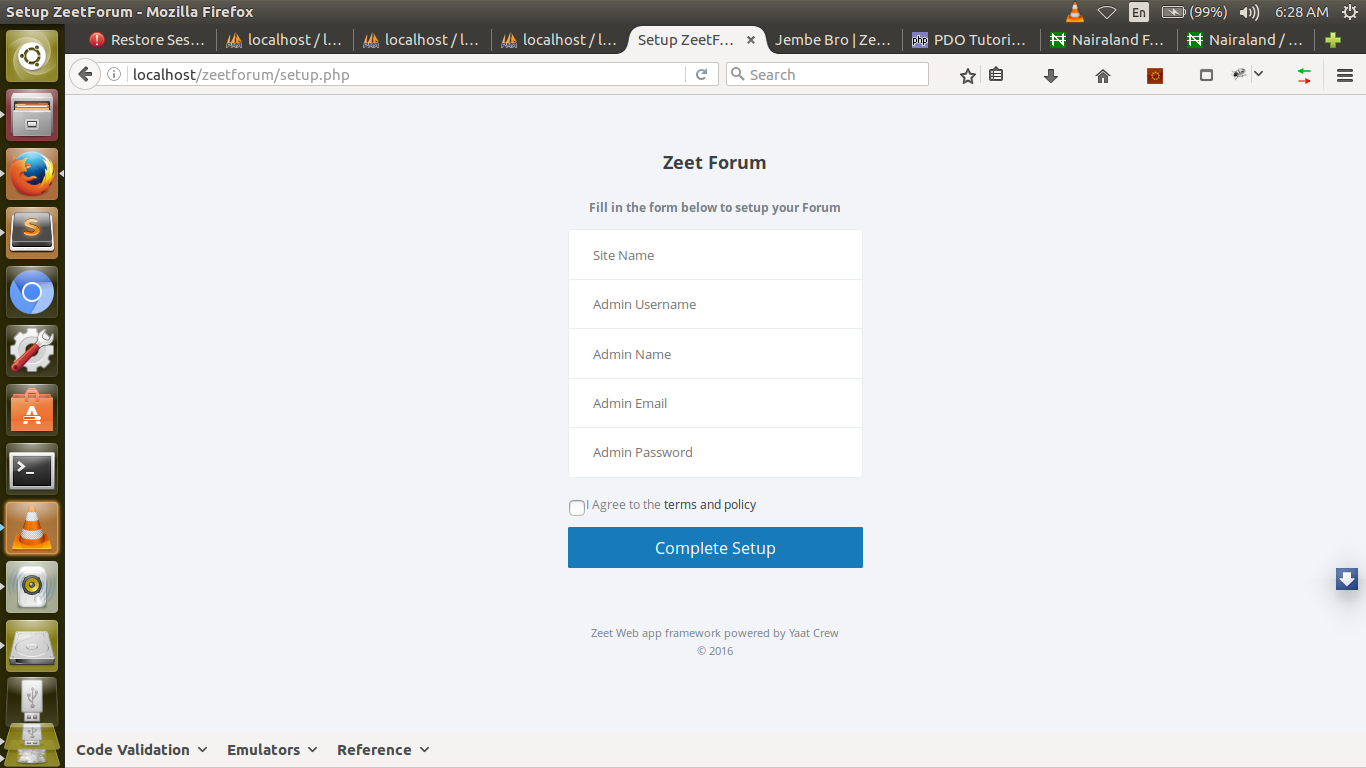 Setup ZeetForum - Mozilla Firefox
En
(99%)
6:28 AM
Restore Ses...
localhost / l...
localhost / l...
localhost / l...
Setup ZeetF...
Jembe Bro | Ze...
php
PDO Tutori...
Nairaland F...
Nairaland / ...
localhost/zeetforum/setup.php
Search
Zeet Forum
Fill in the form below to setup your Forum
Site Name
Admin Username
Admin Name
Admin Email
Admin Password
I Agree to the terms and policy
Complete Setup
Zeet Web app framework powered by Yaat Crew
© 2016
Code Validation
Emulators
Reference